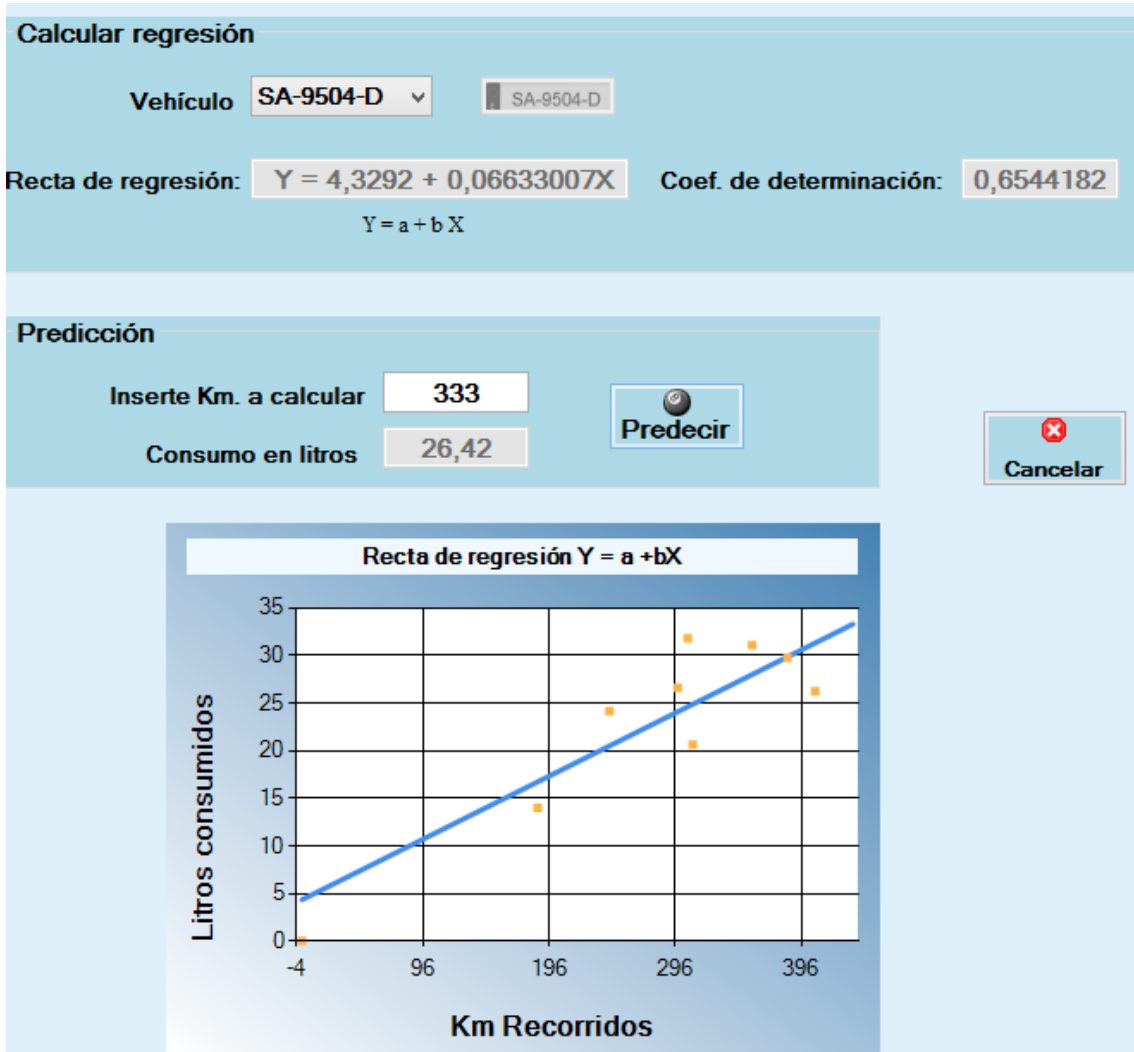 Calcular regresión
Vehículo SA-9504-D SA-9504-D
Recta de regresión: Y = 4,3292 + 0,06633007X Coef. de determinación: 0,6544182
Y = a + b X
Predicción
Inserte Km. a calcular 333
Predecir
Consumo en litros 26,42
Cancelar
Recta de regresión Y = a +bX
35
30
25
20
15
10
5
0
Litros consumidos
-4 96 196 296 396
Km Recorridos